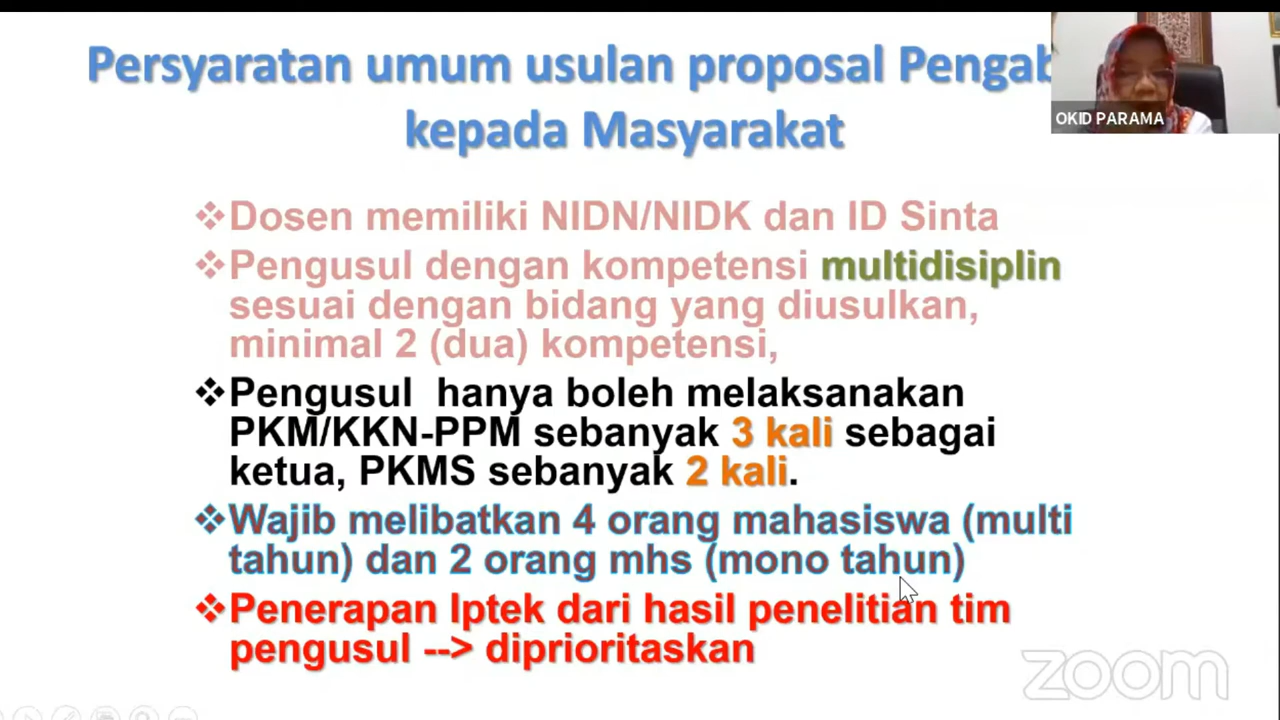 Persyaratan umum usulan proposal
kepada Masyarakat
OKID PARAMA
❖Dosen memiliki NIDN/NIDK dan ID Sinta
❖Pengusul dengan kompetensi multidisiplin
sesuai dengan bidang yang diusulkan,
minimal 2 (dua) kompetensi,
❖Pengusul hanya boleh melaksanakan
PKM/KKN-PPM sebanyak 3 kali sebagai
ketua, PKMS sebanyak 2 kali.
❖Wajib melibatkan 4 orang mahasiswa (multi
tahun) dan 2 orang mhs (mono tahun)
❖Penerapan Iptek dari hasil penelitian tim
pengusul --> diprioritaskan
zoom